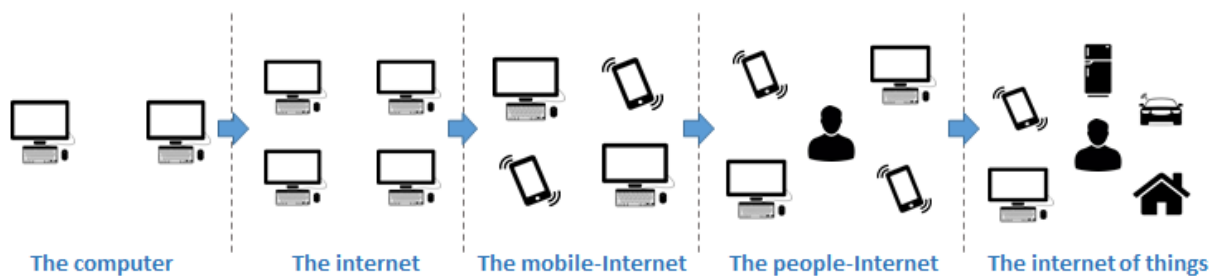 The computer
The internet
The mobile-Internet
The people-Internet
The internet of things